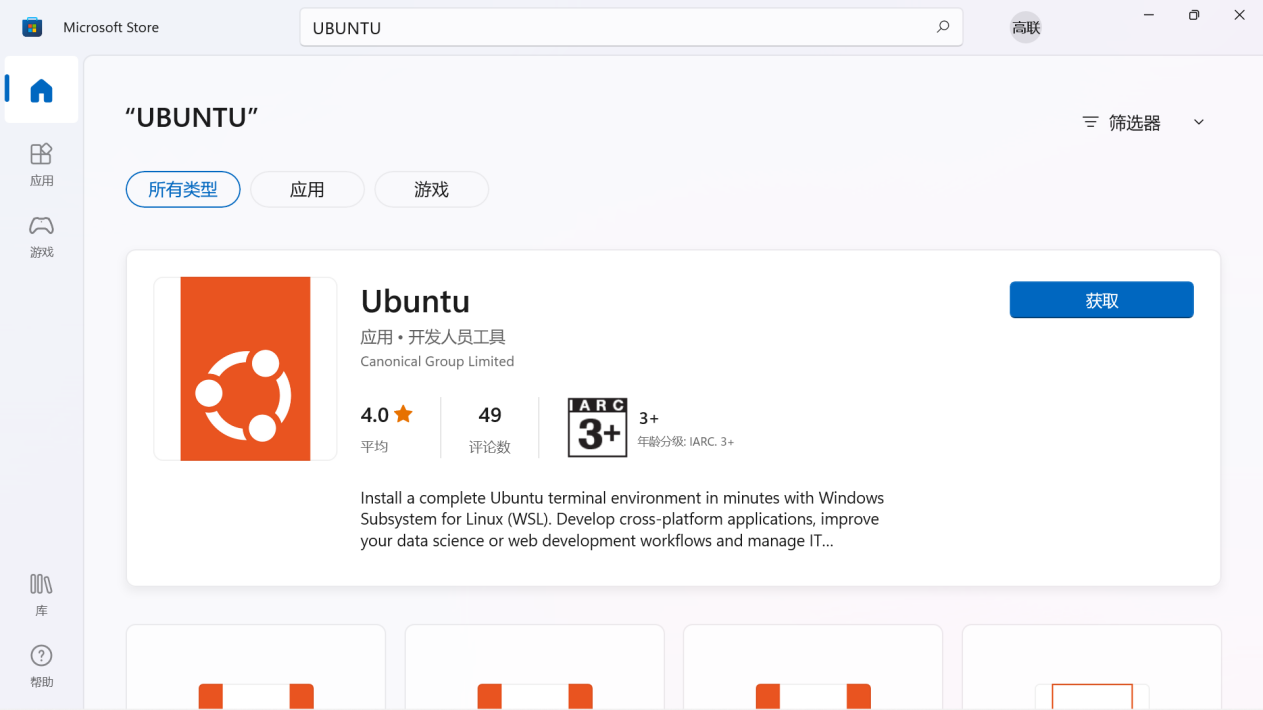 Microsoft Store
UBUNTU
高联
“UBUNTU”
筛选器
所有类型
应用
游戏
应用
游戏
Ubuntu
获取
应用 • 开发人员工具
Canonical Group Limited
4.0
49
IARC
3+
3+
平均
评论数
年龄分级: IARC. 3+
Install a complete Ubuntu terminal environment in minutes with Windows
Subsystem for Linux (WSL). Develop cross-platform applications, improve
your data science or web development workflows and manage IT...
库
帮助